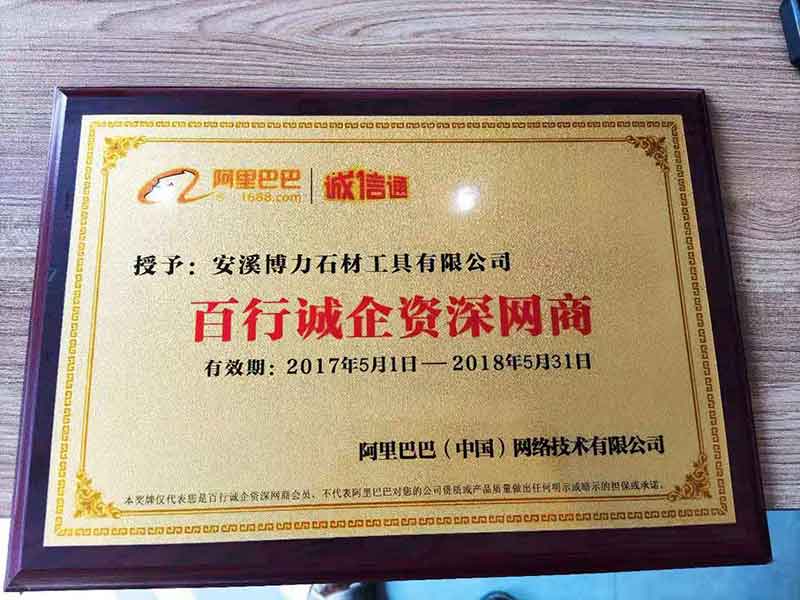 阿里巴巴 诚信通
1688.com
授予：安溪博力石材工具有限公司
百行诚企资深网商
有效期：2017年5月1日—2018年5月31日
阿里巴巴（中国）网络技术有限公司
本奖牌仅代表您是百行诚企资深网商会员，不代表阿里巴巴对您的公司资质或产品质量做出任何明示或暗示的担保或承诺。